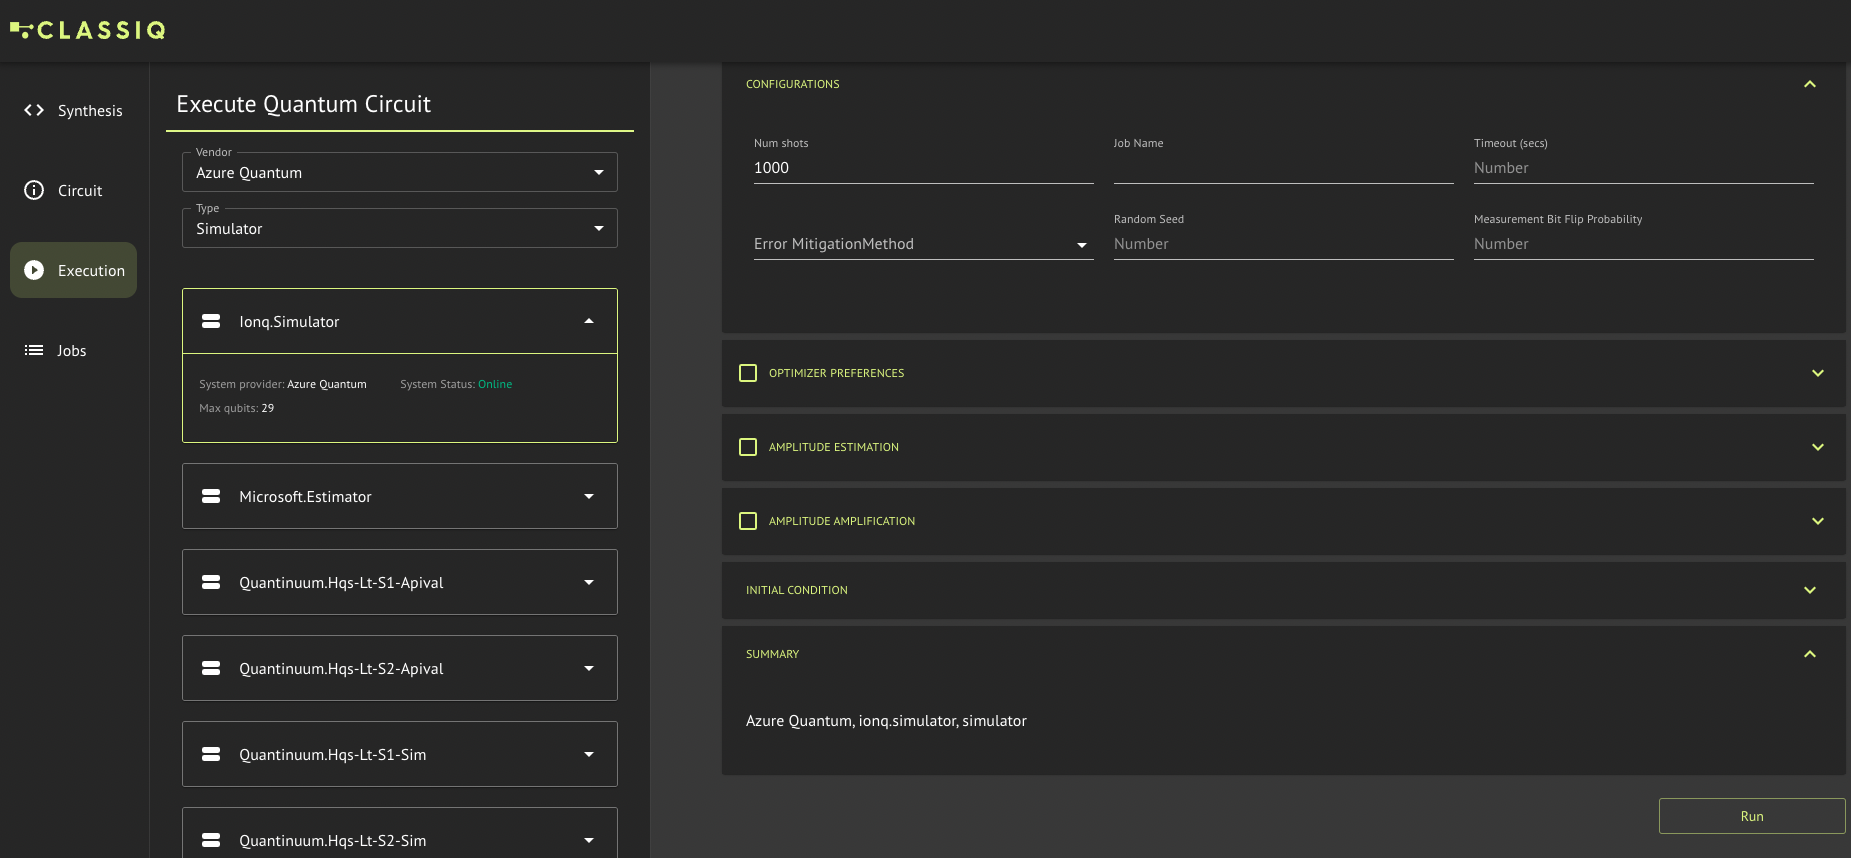 CLASSIQ
Synthesis
Circuit
Execution
Jobs
Execute Quantum Circuit
Vendor
Azure Quantum
Type
Simulator
Ionq.Simulator
System provider: Azure Quantum System Status: Online
Max qubits: 29
Microsoft.Estimator
Quantinuum.Hqs-Lt-S1-Apival
Quantinuum.Hqs-Lt-S2-Apival
Quantinuum.Hqs-Lt-S1-Sim
Quantinuum.Hqs-Lt-S2-Sim
CONFIGURATIONS
Num shots
1000
Job Name
Timeout (secs)
Number
Error MitigationMethod
Random Seed
Number
Measurement Bit Flip Probability
Number
OPTIMIZER PREFERENCES
AMPLITUDE ESTIMATION
AMPLITUDE AMPLIFICATION
INITIAL CONDITION
SUMMARY
Azure Quantum, ionq.simulator, simulator
Run